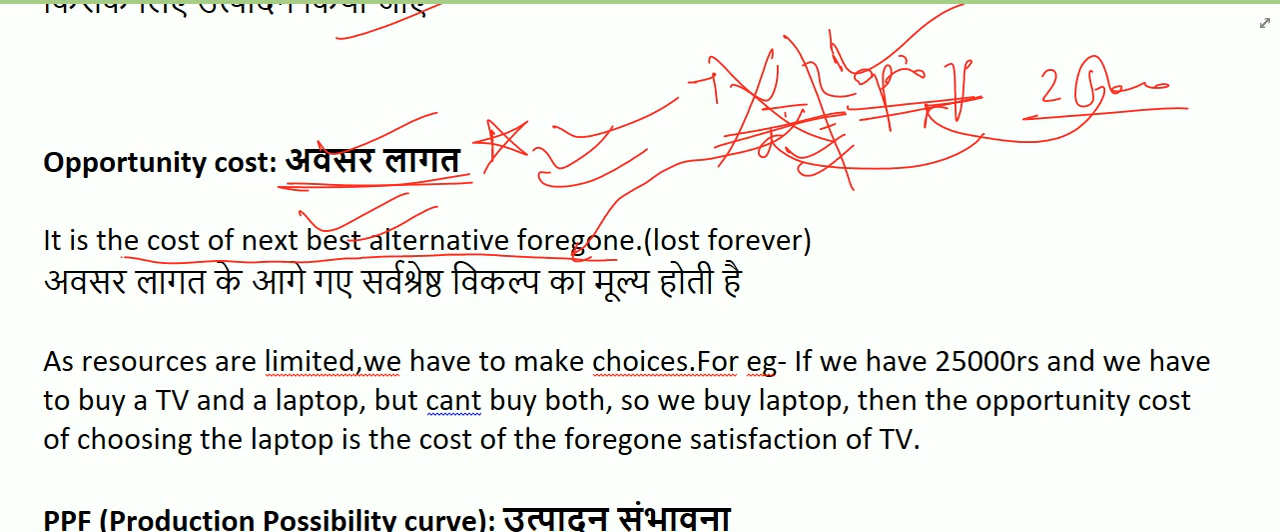 Opportunity cost: अवसर लागत
It is the cost of next best alternative foregone.(lost forever)
अवसर लागत के आगे गए सर्वश्रेष्ठ विकल्प का मूल्य होती है
As resources are limited,we have to make choices.For eg- If we have 25000rs and we have
to buy a TV and a laptop, but cant buy both, so we buy laptop, then the opportunity cost
of choosing the laptop is the cost of the foregone satisfaction of TV.
PPF (Production Possibility curve): उत्पादन संभावना